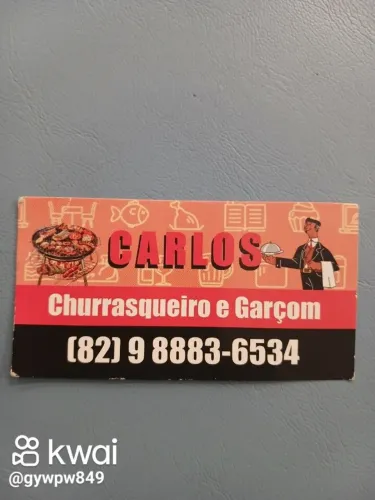 CARLOS
Churrasqueiro e Garçom
(82) 9 8883-6534
kwai
@gywpw849